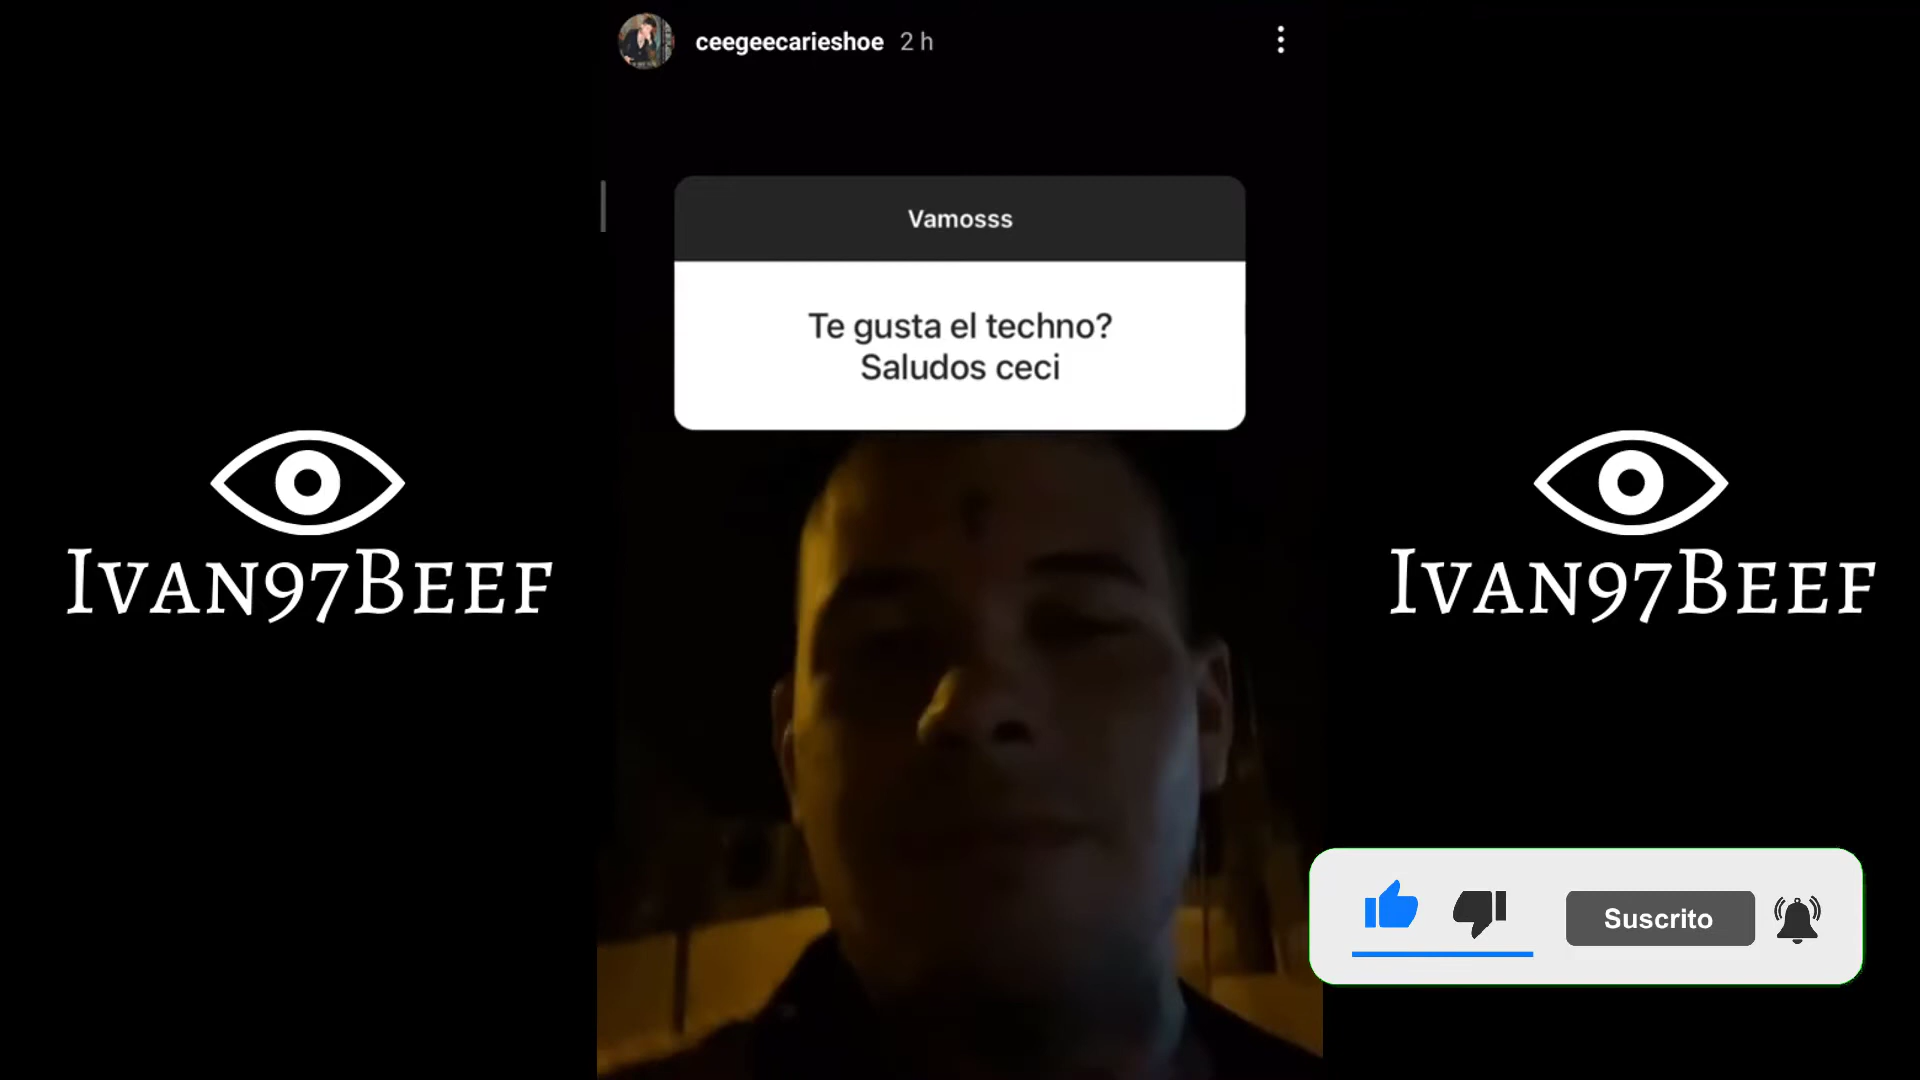 ceegeecarieshoe 2 h
Vamosss
Te gusta el techno?
Saludos ceci
Ivan97Beef
Ivan97Beef
Suscrito